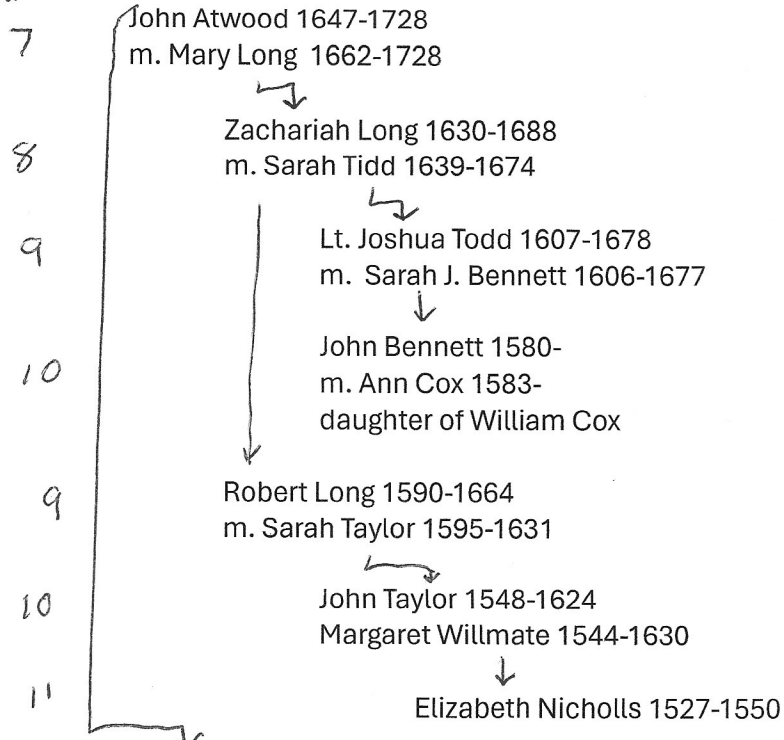 7 John Atwood 1647-1728
m. Mary Long 1662-1728
8 Zachariah Long 1630-1688
m. Sarah Tidd 1639-1674
9 Lt. Joshua Todd 1607-1678
m. Sarah J. Bennett 1606-1677
John Bennett 1580-
10 m. Ann Cox 1583-
daughter of William Cox
9 Robert Long 1590-1664
m. Sarah Taylor 1595-1631
10 John Taylor 1548-1624
Margaret Willmate 1544-1630
11 Elizabeth Nicholls 1527-1550